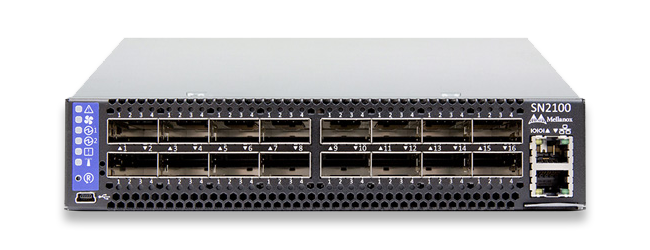 SN2100
Mellanox
1 2 3 4 1 2 3 4 1 2 3 4 1 2 3 4 1 2 3 4 1 2 3 4 1 2 3 4 1 2 3 4
1
2
▲1 ▼2 ▲3 ▼4 ▲5 ▼6 ▲7 ▼8 ▲9 ▼10 ▲11 ▼12 ▲13 ▼14 ▲15 ▼16
1 2 3 4 1 2 3 4 1 2 3 4 1 2 3 4 1 2 3 4 1 2 3 4 1 2 3 4 1 2 3 4
R